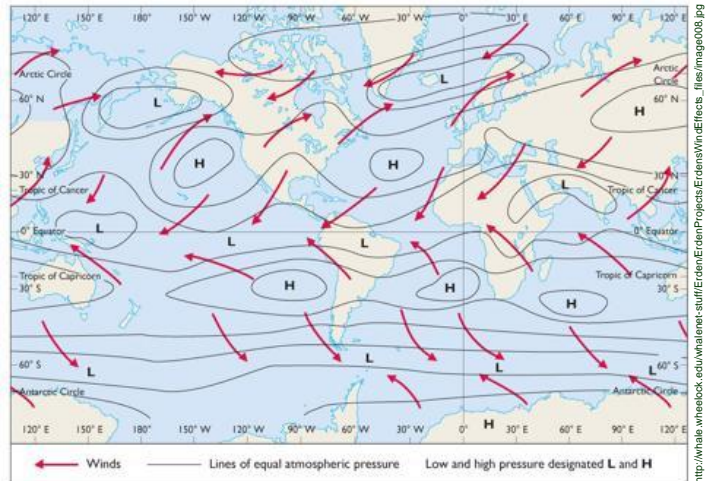 120° E 150° E 180° W 150° W 120° W 90° W 60° W 30° W 0° 30° E 60° E 90° E 120° E
Arctic Circle
Arctic
Circle
L
60° N
L
60° N
H
H
H
30° N
30° N
Tropic of Cancer
L
Tropic of Cancer
L
0° Equator
L
L
0° Equator
Tropic of Capricorn
Tropic of Capricorn
30° S
H
H
H
30° S
60° S
L
L
L
L
60° S
Antarctic Circle
Antarctic Circle
H
120° E 150° E 180° W 150° W 120° W 90° W 60° W 30° W 0° 30° E 60° E 90° E 120° E
Winds Lines of equal atmospheric pressure Low and high pressure designated L and H
http://whale.wheelock.edu/whalenet-stuff/Erden/ErdenProjects/ErdensWindEffects_files/image008.jpg